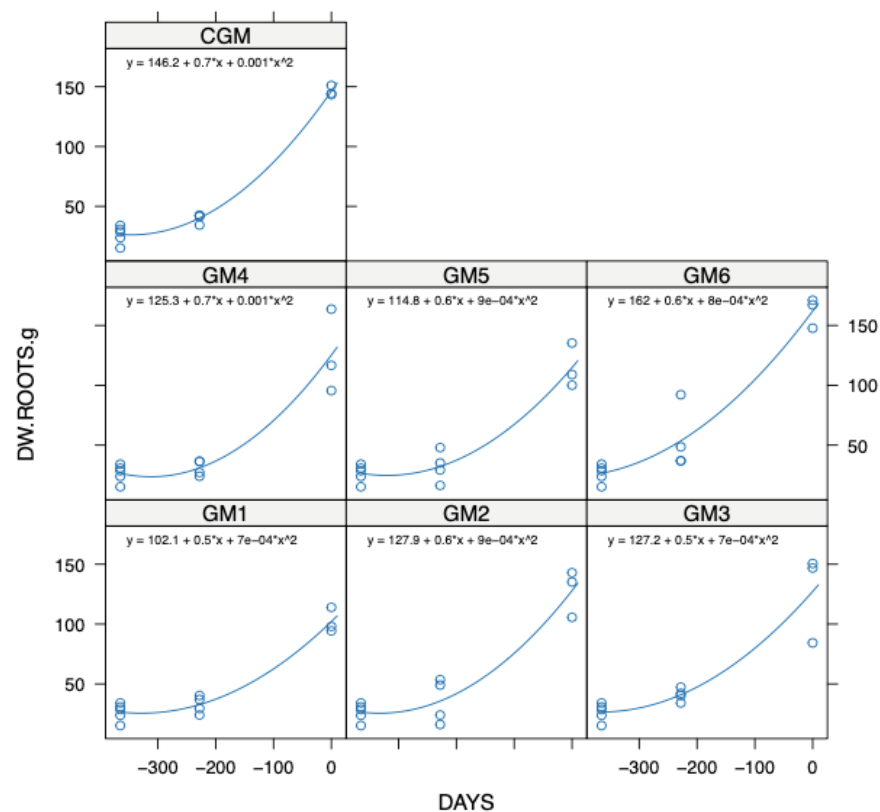 CGM
y = 146.2 + 0.7*x + 0.001*x^2
150
100
50
GM4
GM5
GM6
y = 125.3 + 0.7*x + 0.001*x^2
y = 114.8 + 0.6*x + 9e−04*x^2
y = 162 + 0.6*x + 8e−04*x^2
150
100
50
DW.ROOTS.g
GM1
GM2
GM3
y = 102.1 + 0.5*x + 7e−04*x^2
y = 127.9 + 0.6*x + 9e−04*x^2
y = 127.2 + 0.5*x + 7e−04*x^2
150
100
50
−300 −200 −100 0
−300 −200 −100 0
DAYS